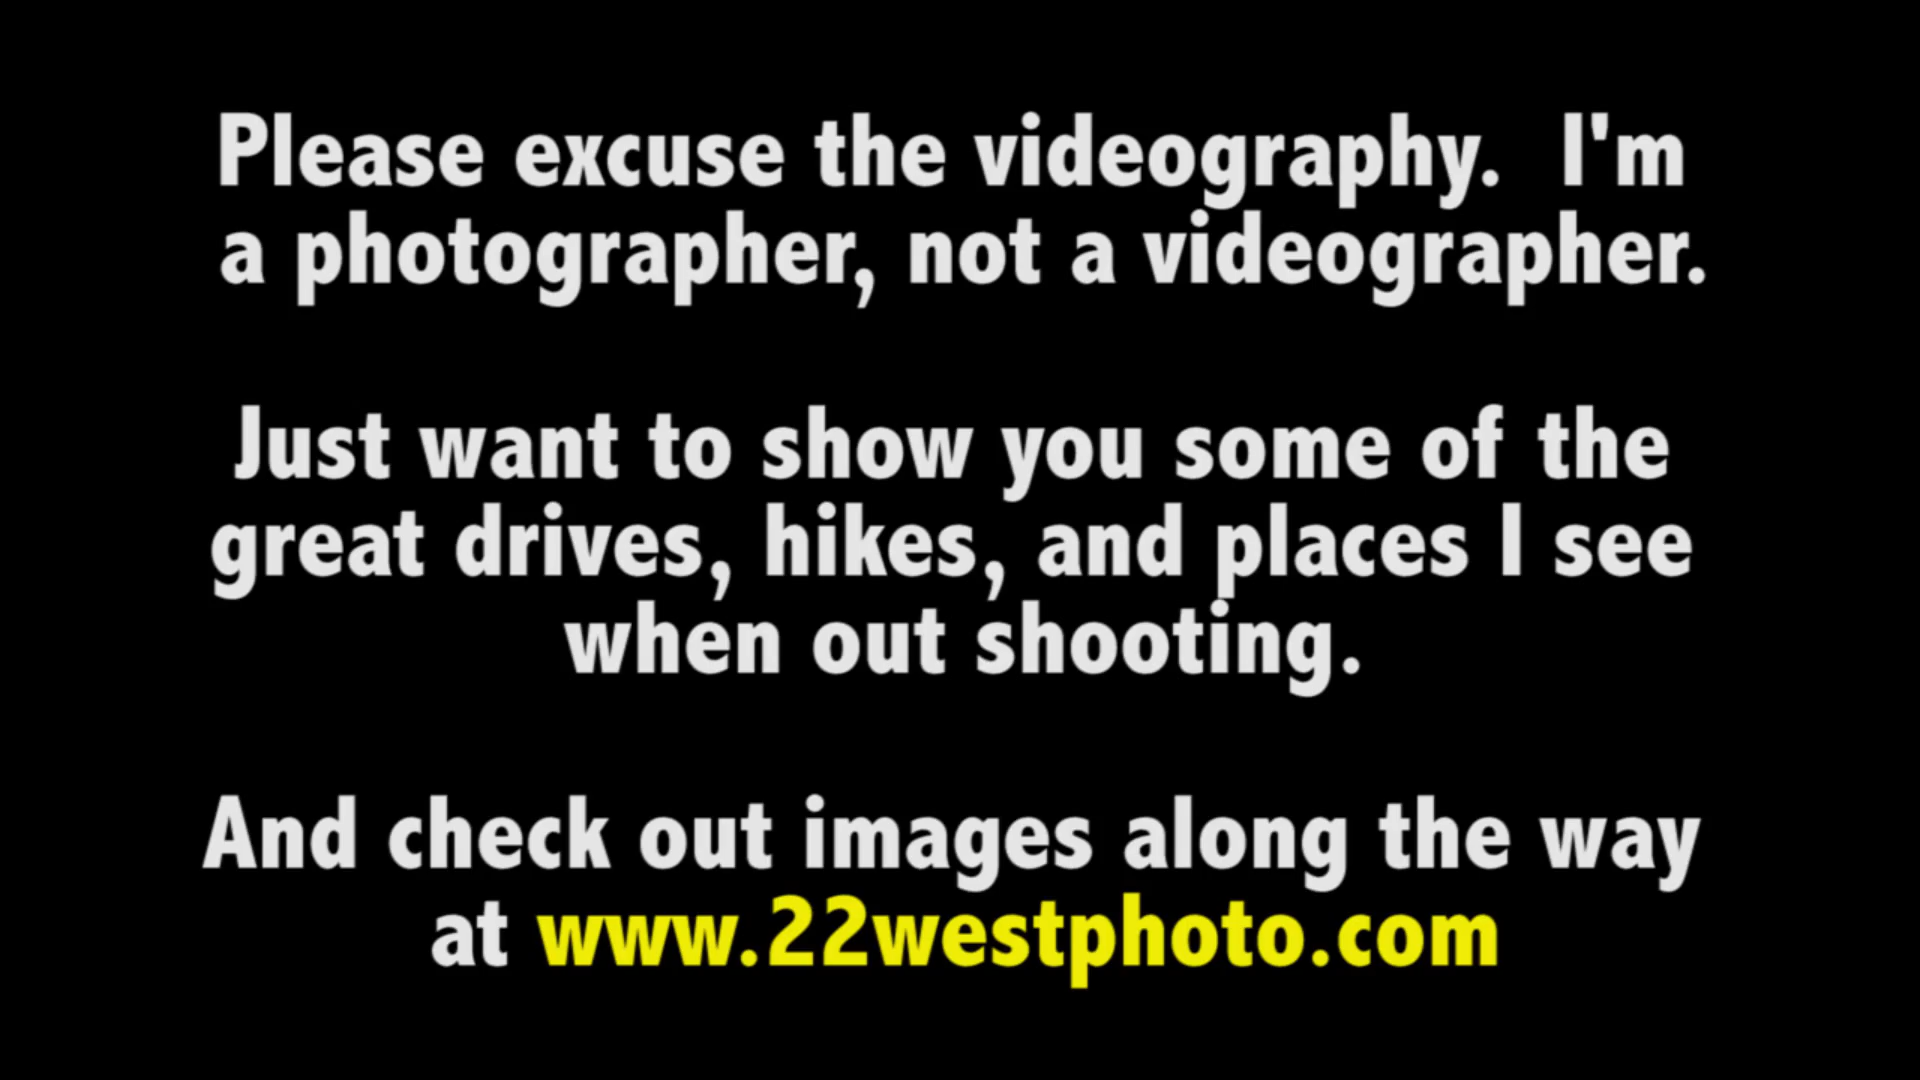 Please excuse the videography.  I'm
a photographer, not a videographer.
Just want to show you some of the
great drives, hikes, and places I see
when out shooting.
And check out images along the way
at www.22westphoto.com